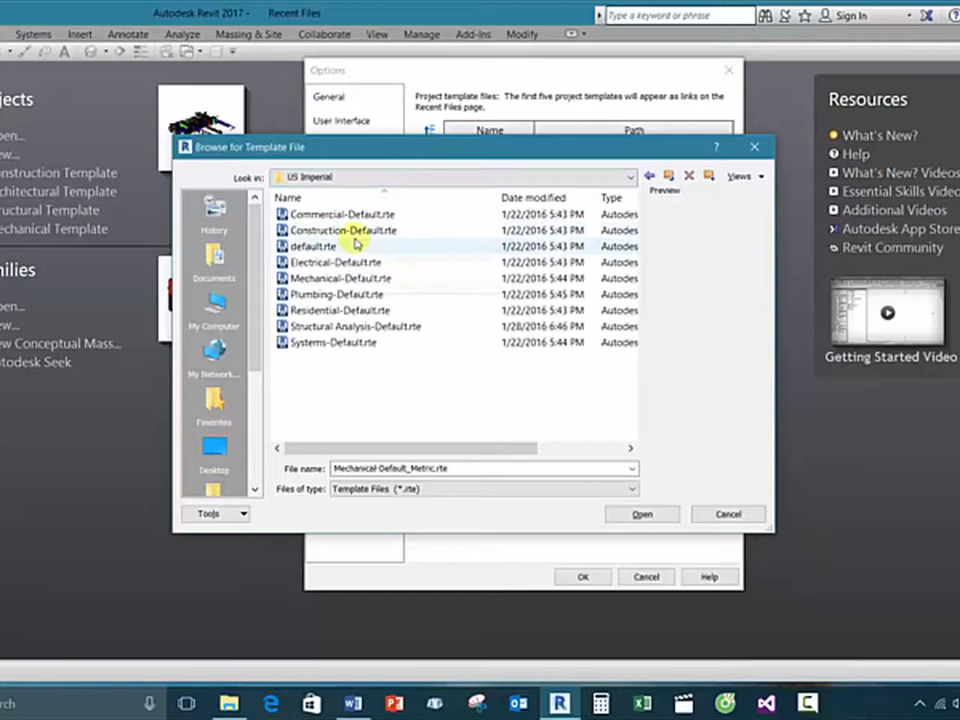 Autodesk Revit 2017 - Recent Files
Type a keyword or phrase
Sign In
Systems Insert Annotate Analyze Massing & Site Collaborate View Manage Add-Ins Modify
jects
pen...
ew...
onstruction Template
rchitectural Template
tructural Template
echanical Template
milies
pen...
ew...
ew Conceptual Mass...
utodesk Seek
Options
General
User Interface
Project template files: The first five project templates will appear as links on the
Recent Files page.
Name Path
Browse for Template File
Look in: US Imperial
Views
Preview
Name Date modified Type
Commercial-Default.rte 1/22/2016 5:43 PM Autodes
Construction-Default.rte 1/22/2016 5:43 PM Autodes
default.rte 1/22/2016 5:43 PM Autodes
Electrical-Default.rte 1/22/2016 5:43 PM Autodes
Mechanical-Default.rte 1/22/2016 5:44 PM Autodes
Plumbing-Default.rte 1/22/2016 5:45 PM Autodes
Residential-Default.rte 1/22/2016 5:43 PM Autodes
Structural Analysis-Default.rte 1/28/2016 6:46 PM Autodes
Systems-Default.rte 1/22/2016 5:44 PM Autodes
History
Documents
My Computer
My Network...
Favorites
Desktop
File name: Mechanical-Default_Metric.rte
Files of type: Template Files (*.rte)
Tools
Open
Cancel
OK
Cancel
Help
Resources
What's New?
Help
What's New? Videos
Essential Skills Video
Additional Videos
Autodesk App Store
Revit Community
Getting Started Video
rch